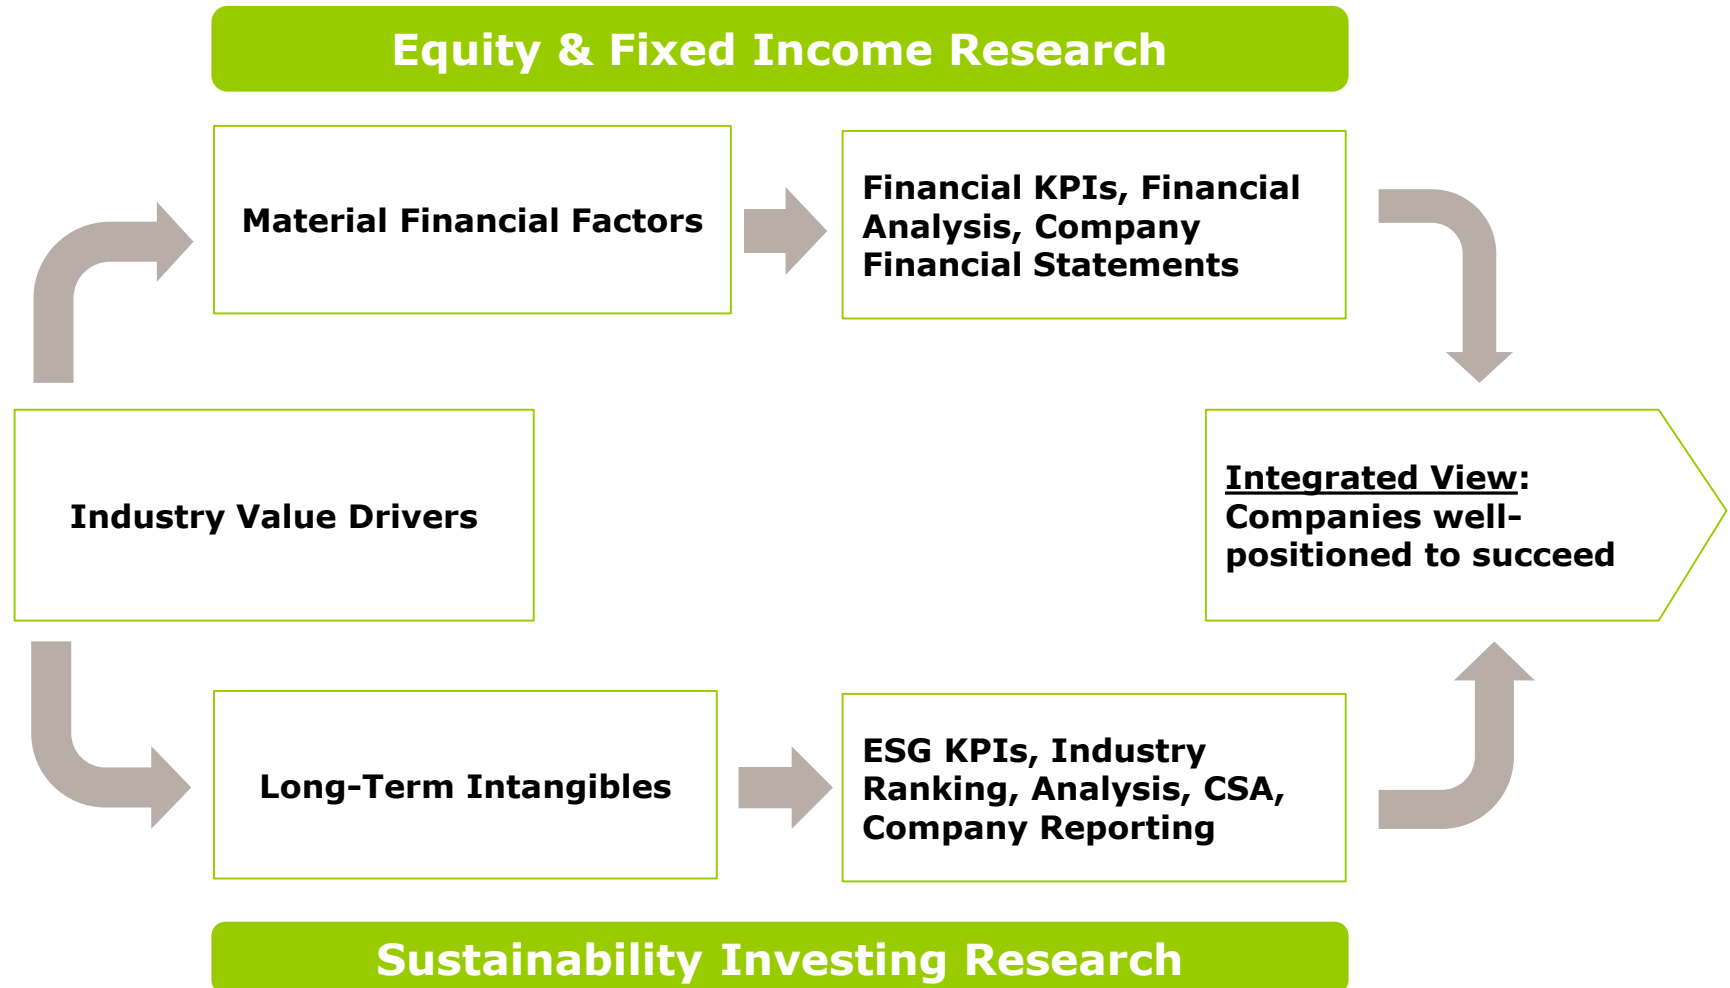 Equity & Fixed Income Research
Material Financial Factors
Financial KPIs, Financial
Analysis, Company
Financial Statements
Industry Value Drivers
Integrated View:
Companies well-
positioned to succeed
Long-Term Intangibles
ESG KPIs, Industry
Ranking, Analysis, CSA,
Company Reporting
Sustainability Investing Research